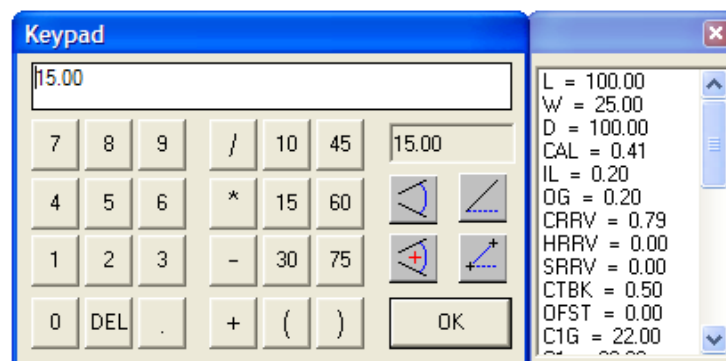 Keypad
15.00
7 8 9 / 10 45 15.00
4 5 6 * 15 60
1 2 3 - 30 75
0 DEL . + ( ) OK
L = 100.00
W = 25.00
D = 100.00
CAL = 0.41
IL = 0.20
OG = 0.20
CRRV = 0.79
HRRV = 0.00
SRRV = 0.00
CTBK = 0.50
OFST = 0.00
C1G = 22.00